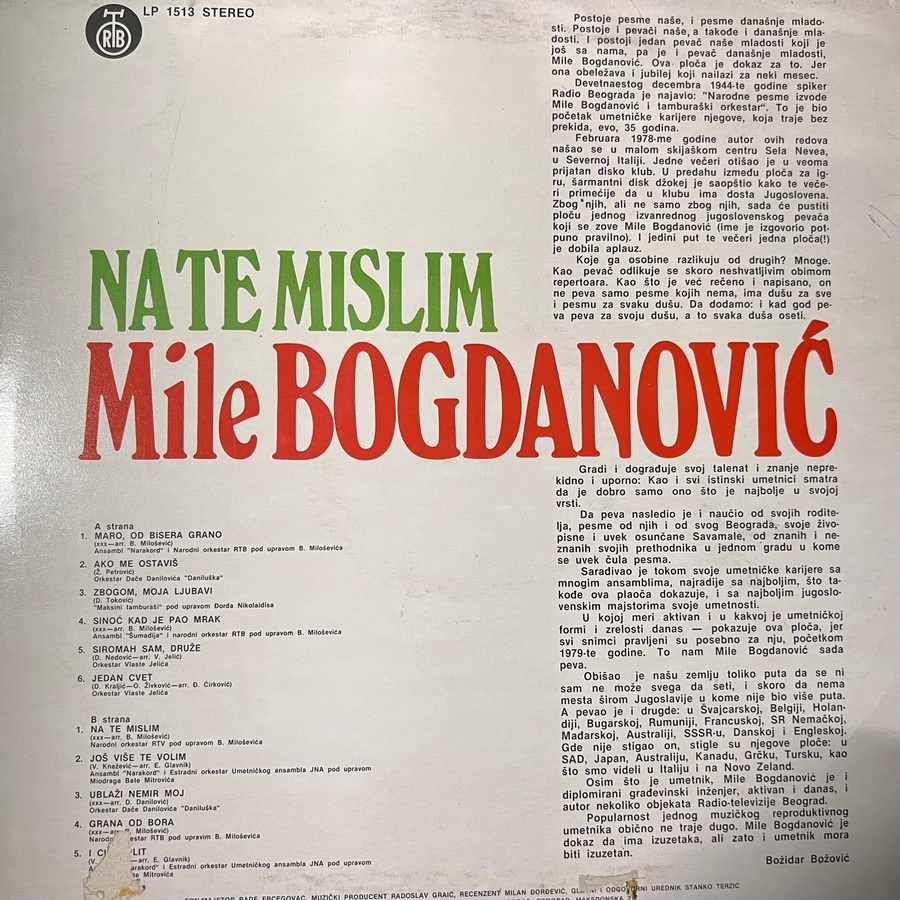 RTB
LP 1513 STEREO
Postoje pesme naše, i pesme današnje mlado-
sti. Postoje i pevači naše, a takođe i današnje mla-
dosti. I postoji jedan pevač naše mladosti koji je
još sa nama, pa je i pevač današnje mladosti,
Mile Bogdanović. Ova ploča je dokaz za to. Jer
ona obeležava i jubilej koji nailazi za neki mesec.
Devetnaestog decembra 1944-te godine spiker
Radio Beograda je najavio: "Narodne pesme izvode
Mile Bogdanović i tamburaški orkestar". To je bio
početak umetničke karijere njegove, koja traje bez
prekida, evo, 35 godina.
Februara 1978-me godine autor ovih redova
našao se u malom skijaškom centru Sela Nevea,
u Severnoj Italiji. Jedne večeri otišao je u veoma
prijatan disko klub. U predahu između ploča za ig-
ru, šarmantni disk džokej je saopštio kako te veče-
ri primećije da u klubu ima dosta Jugoslovena.
Zbog njih, ali ne samo zbog njih, sada će pustiti
ploču jednog izvanrednog jugoslovenskog pevača
koji se zove Mile Bogdanović (ime je izgovorio pot-
puno pravilno). I jedini put te večeri jedna ploča(!)
je dobila aplauz.
Koje ga osobine razlikuju od drugih? Mnoge.
Kao pevač odlikuje se skoro neshvatljivim obimom
repertoara. Kao što je već rečeno i napisano, on
ne peva samo pesme kojih nema, ima dušu za sve
i pesmu za svaku dušu. Da dodamo: i kad god pe-
va peva za svoju dušu, a to svaka duša oseti.
NA TE MISLIM
Mile BOGDANOVIĆ
Gradi i dograđuje svoj talenat i znanje nepre-
kidno i uporno: Kao i svi istinski umetnici smatra
da je dobro samo ono što je najbolje u svojoj
vrsti.
Da peva nasledio je i naučio od svojih rodite-
lja, pesme od njih i od svog Beograda, svoje živo-
pisne i uvek osunčane Savamale, od znanih i ne-
znanih svojih prethodnika u jednom gradu u kome
se uvek čula pesma.
Sarađivao je tokom svoje umetničke karijere sa
mnogim ansamblima, najradije sa najboljim, što ta-
kođe ova plaoča dokazuje, i sa najboljim jugoslo-
venskim majstorima svoje umetnosti.
U kojoj meri aktivan i u kakvoj je umetničkoj
formi i zrelosti danas — pokazuje ova ploča, jer
svi snimci pravljeni su posebno za nju, početkom
1979-te godine. To nam Mile Bogdanović sada
peva.
Obišao je našu zemlju toliko puta da se ni
sam ne može svega da seti, i skoro da nema
mesta širom Jugoslavije u kome nije bio više puta.
A pevao je i drugde: u Švajcarskoj, Belgiji, Holan-
diji, Bugarskoj, Rumuniji, Francuskoj, SR Nemačkoj,
Mađarskoj, Australiji, SSSR-u, Danskoj i Engleskoj.
Gde nije stigao on, stigle su njegove ploče: u
SAD, Japan, Australiju, Kanadu, Grčku, Tursku, kao
što smo videli u Italiju i na Novo Zeland.
Osim što je umetnik, Mile Bogdanović je i
diplomirani građevinski inženjer, aktivan i danas, i
autor nekoliko objekata Radio-televizije Beograd.
Popularnost jednog muzičkog reproduktivnog
umetnika obično ne traje dugo. Mile Bogdanović je
dokaz da ima izuzetaka, ali zato i umetnik mora
biti izuzetan.
Božidar Božović
A strana
1. MARO, OD BISERA GRANO
(xxx—arr. B. Milošević)
Ansambl "Narakord" i Narodni orkestar RTB pod upravom B. Miloševića
2. AKO ME OSTAVIŠ
(Ž. Petrović)
Orkestar Dače Danilovića "Daniluška"
3. ZBOGOM, MOJA LJUBAVI
(D. Toković)
"Maksini tamburaši" pod upravom Đorđa Nikolaidisa
4. SINOĆ KAD JE PAO MRAK
(xxx—arr. B. Milošević)
Ansambl "Šumadija" i narodni orkestar RTB pod upravom B. Miloševića
5. SIROMAH SAM, DRUŽE
(D. Nedović—arr. V. Jelić)
Orkestar Vlaste Jelića
6. JEDAN CVET
(D. Kraljić—O. Živković—arr. D. Ćirković)
Orkestar Vlaste Jelića
B strana
1. NA TE MISLIM
(xxx—arr. B. Milošević)
Narodni orkestar RTV pod upravom B. Miloševića
2. JOŠ VIŠE TE VOLIM
(V. Knežević—arr. E. Glavnik)
Ansambl "Narakord" i Estradni orkestar Umetničkog ansambla JNA pod upravom
Miodraga Bate Mitrovića
3. UBLAŽI NEMIR MOJ
(xxx—arr. D. Danilović)
Orkestar Dače Danilovića "Daniluška"
4. GRANA OD BORA
(xxx—arr. B. Milošević)
Narodni orkestar RTB pod upravim B. Miloševića
5. I
(V. arr. E. Glavnik)
Narakord" i Estradni orkestar Umetničkog ansambla JNA pod upravom
Mitrovića
RADE ERCEGOVAC, MUZIČKI PRODUCENT RADOSLAV GRAIĆ, RECENZENT MILAN ĐORĐEVIĆ, GLAVNI I ODGOVORNI UREDNIK STANKO TERZIĆ